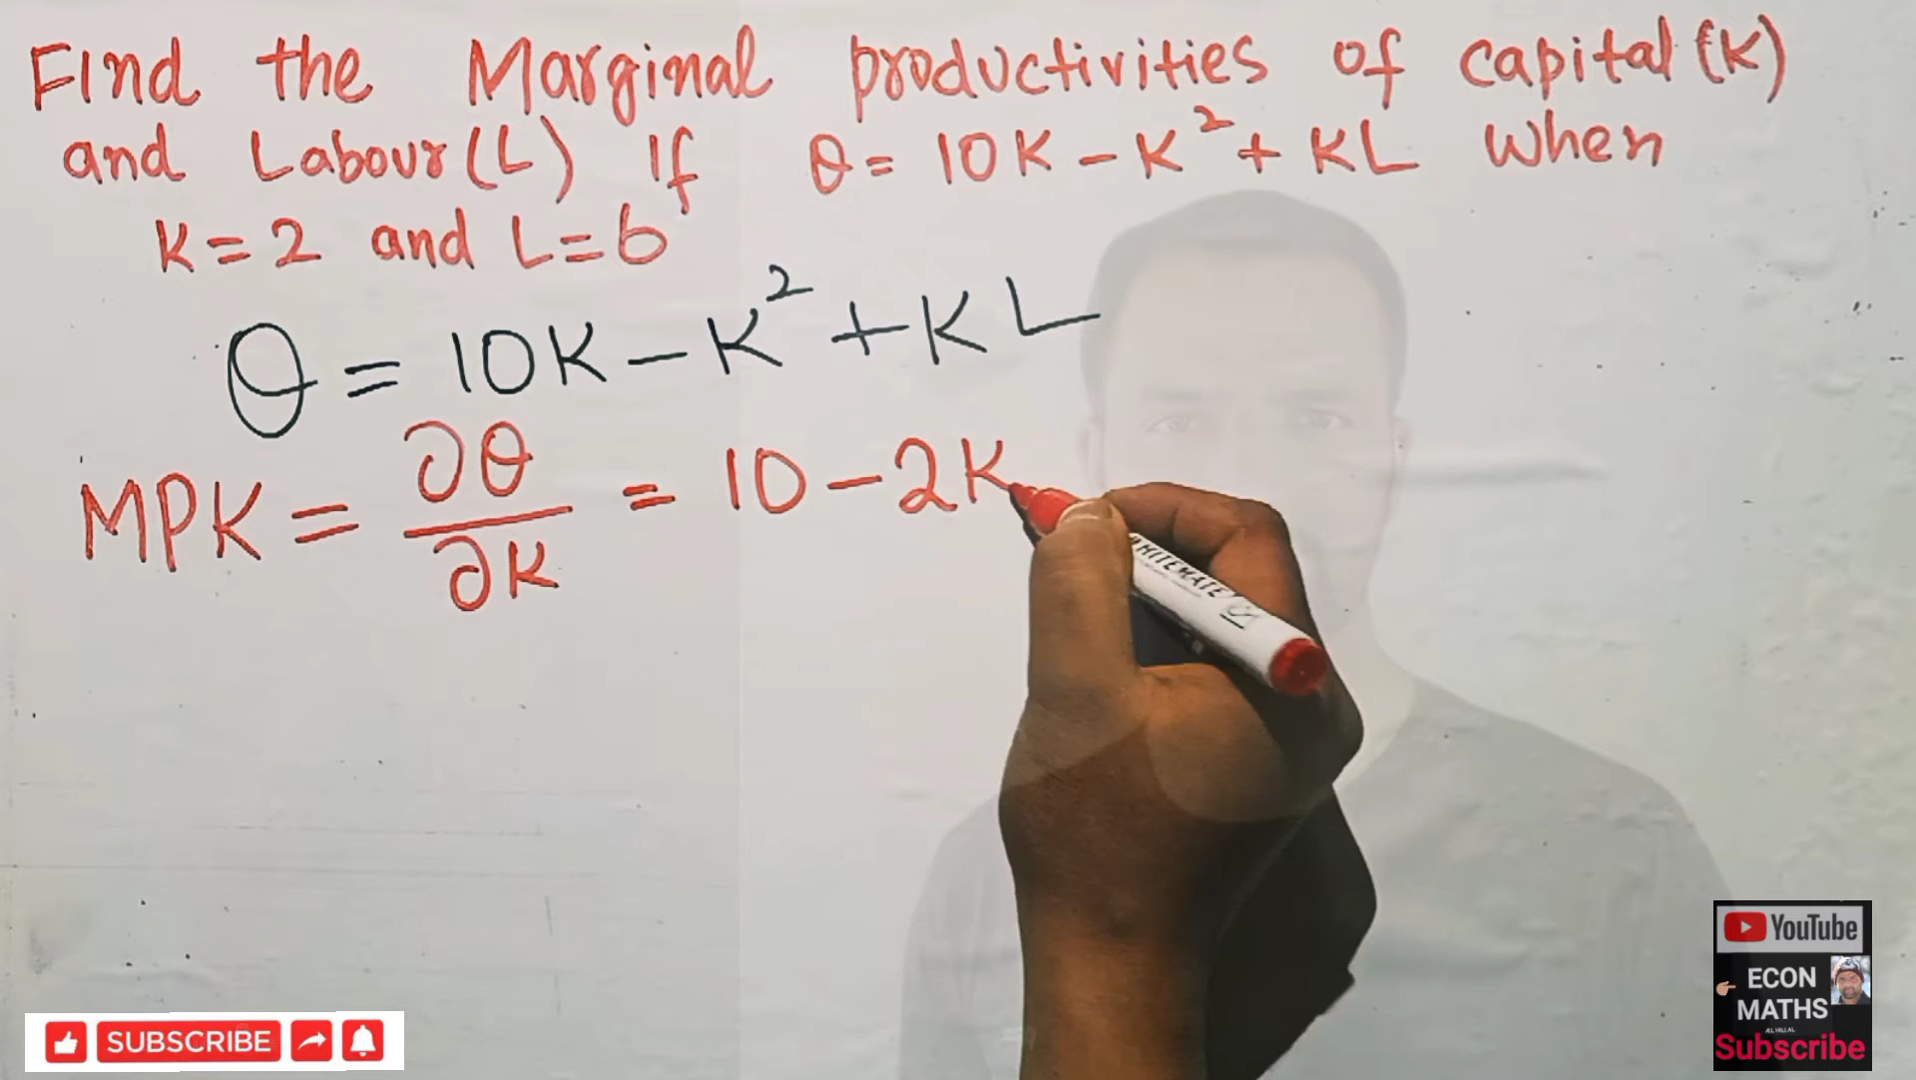 Find the Marginal productivities of capital (K)
and Labour (L) If θ = 10K - K² + KL When
K = 2 and L = 6
θ = 10K - K² + KL
MPK = ∂θ/∂K = 10 - 2K
WHITEMATE
YouTube
ECON
MATHS
Subscribe
SUBSCRIBE